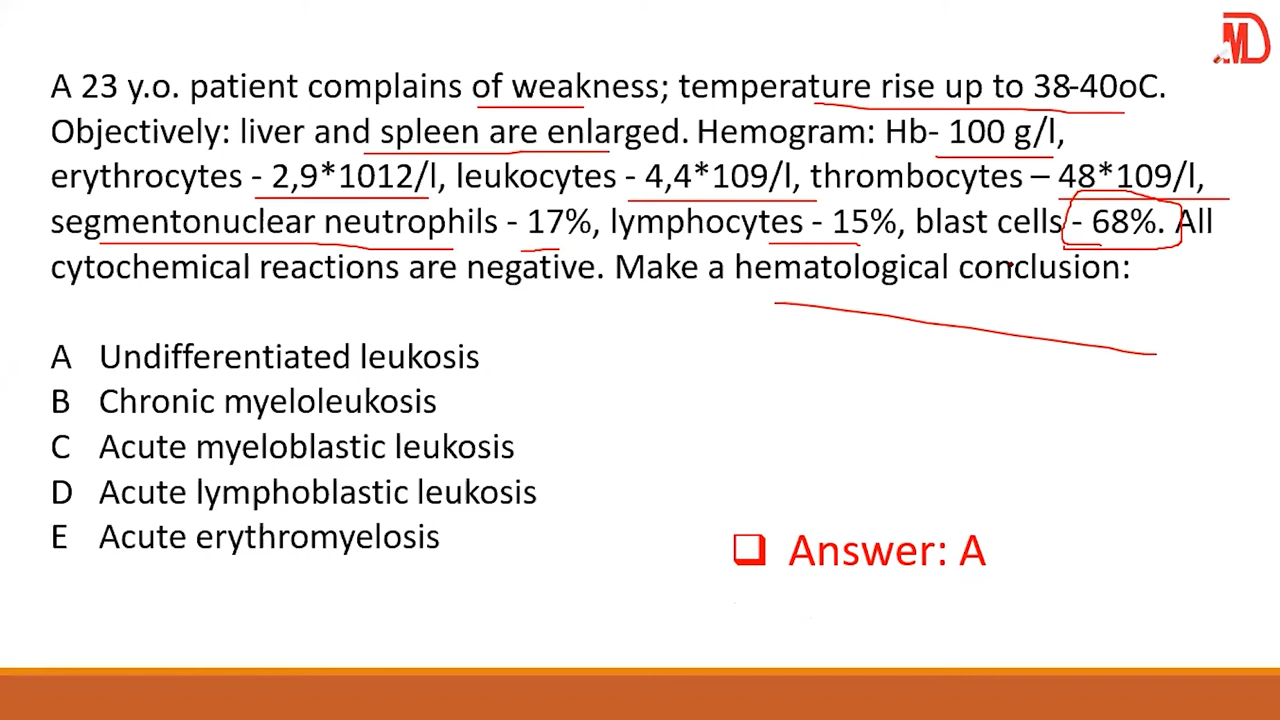 MD
A 23 y.o. patient complains of weakness; temperature rise up to 38-40oC.
Objectively: liver and spleen are enlarged. Hemogram: Hb- 100 g/l,
erythrocytes - 2,9*1012/l, leukocytes - 4,4*109/l, thrombocytes – 48*109/l,
segmentonuclear neutrophils - 17%, lymphocytes - 15%, blast cells - 68%. All
cytochemical reactions are negative. Make a hematological conclusion:
A Undifferentiated leukosis
B Chronic myeloleukosis
C Acute myeloblastic leukosis
D Acute lymphoblastic leukosis
E Acute erythromyelosis
Answer: A